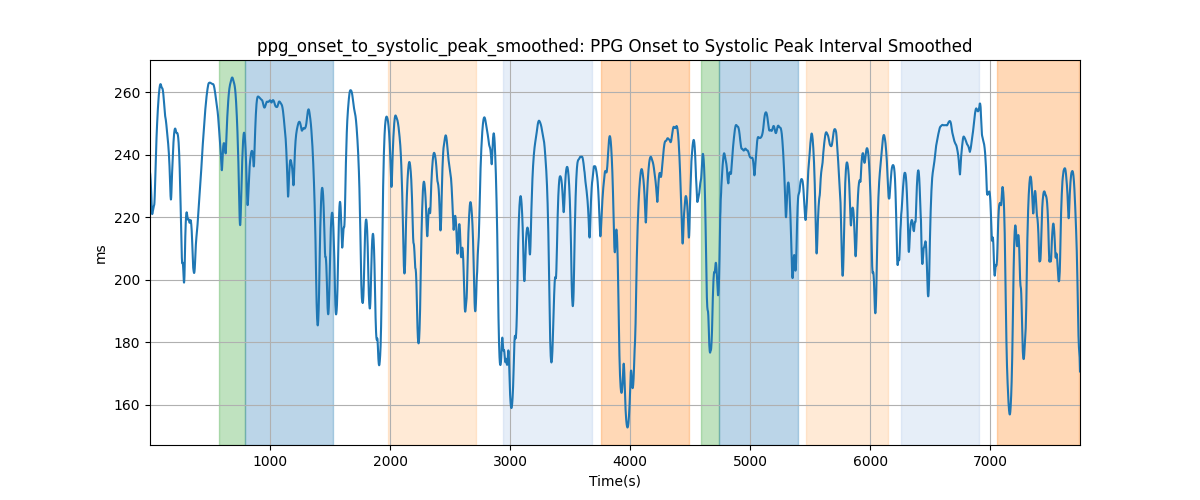 ppg_onset_to_systolic_peak_smoothed: PPG Onset to Systolic Peak Interval Smoothed
260
240
220
200
180
160
ms
1000 2000 3000 4000 5000 6000 7000
Time(s)